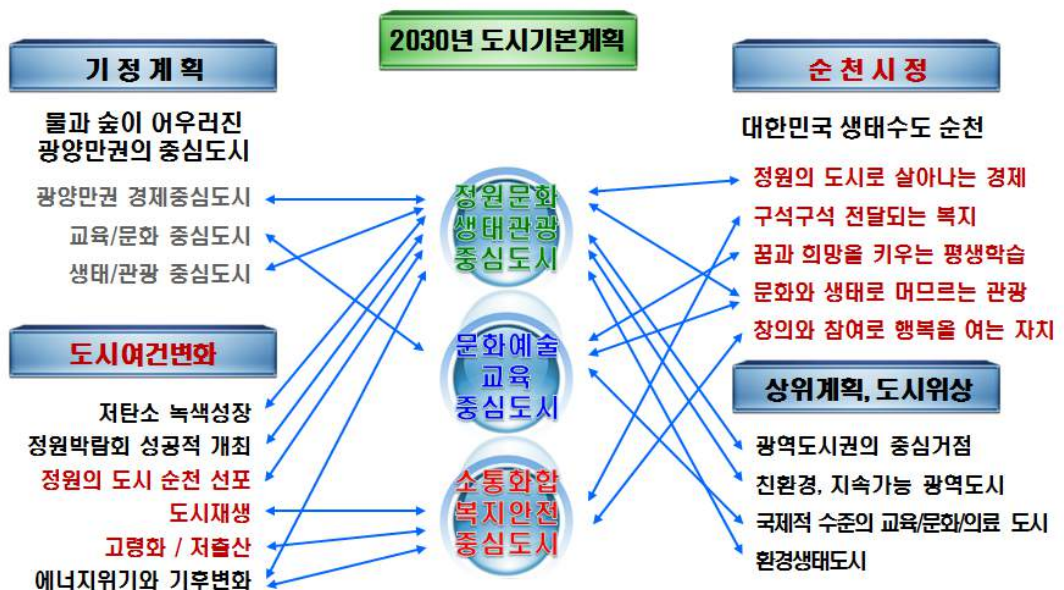 2030년 도시기본계획
기 정 계 획
물과 숲이 어우러진
광양만권의 중심도시
광양만권 경제중심도시
교육/문화 중심도시
생태/관광 중심도시
도시여건변화
저탄소 녹색성장
정원박람회 성공적 개최
정원의 도시 순천 선포
도시재생
고령화 / 저출산
에너지위기와 기후변화
정원문화
생태관광
중심도시
문화예술
교육
중심도시
소통화합
복지안전
중심도시
순 천 시 정
대한민국 생태수도 순천
정원의 도시로 살아나는 경제
구석구석 전달되는 복지
꿈과 희망올 키우는 평생학습
문화와 생태로 머므르는 관광
창의와 참여로 행복올 여는 자치
상위계획, 도시위상
광역도시권의 중심거점
친환경, 지속가능 광역도시
국제적 수준의 교육/문화/의료 도시
환경생태도시